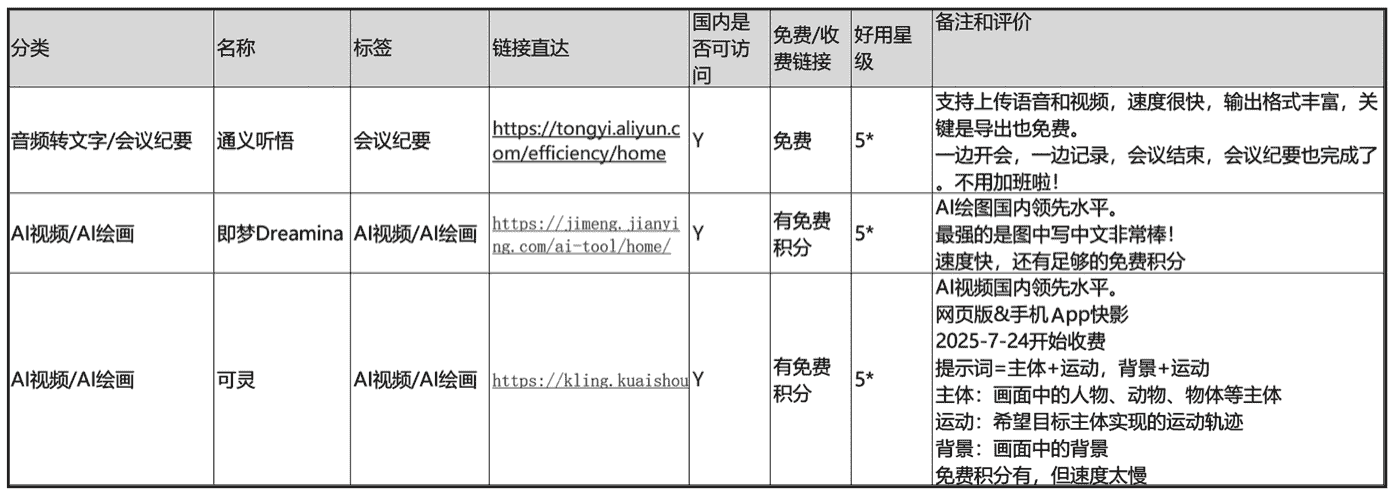 分类
名称
标签
链接直达
国内是
否可访
问
免费/收
费链接
好用星
级
备注和评价
音频转文字/会议纪要
通义听悟
会议纪要
https://tongyi.aliyun.c
om/efficiency/home
Y
免费
5*
支持上传语音和视频，速度很快，输出格式丰富，关
键是导出也免费。
一边开会，一边记录，会议结束，会议纪要也完成了
。不用加班啦！
AI视频/AI绘画
即梦Dreamina
AI视频/AI绘画
https://jimeng.jianyi
ng.com/ai-tool/home/
Y
有免费
积分
5*
AI绘图国内领先水平。
最强的是图中写中文非常棒！
速度快，还有足够的免费积分
AI视频/AI绘画
可灵
AI视频/AI绘画
https://kling.kuaishou
Y
有免费
积分
5*
AI视频国内领先水平。
网页版&手机App快影
2025-7-24开始收费
提示词=主体+运动，背景+运动
主体：画面中的人物、动物、物体等主体
运动：希望目标主体实现的运动轨迹
背景：画面中的背景
免费积分有，但速度太慢